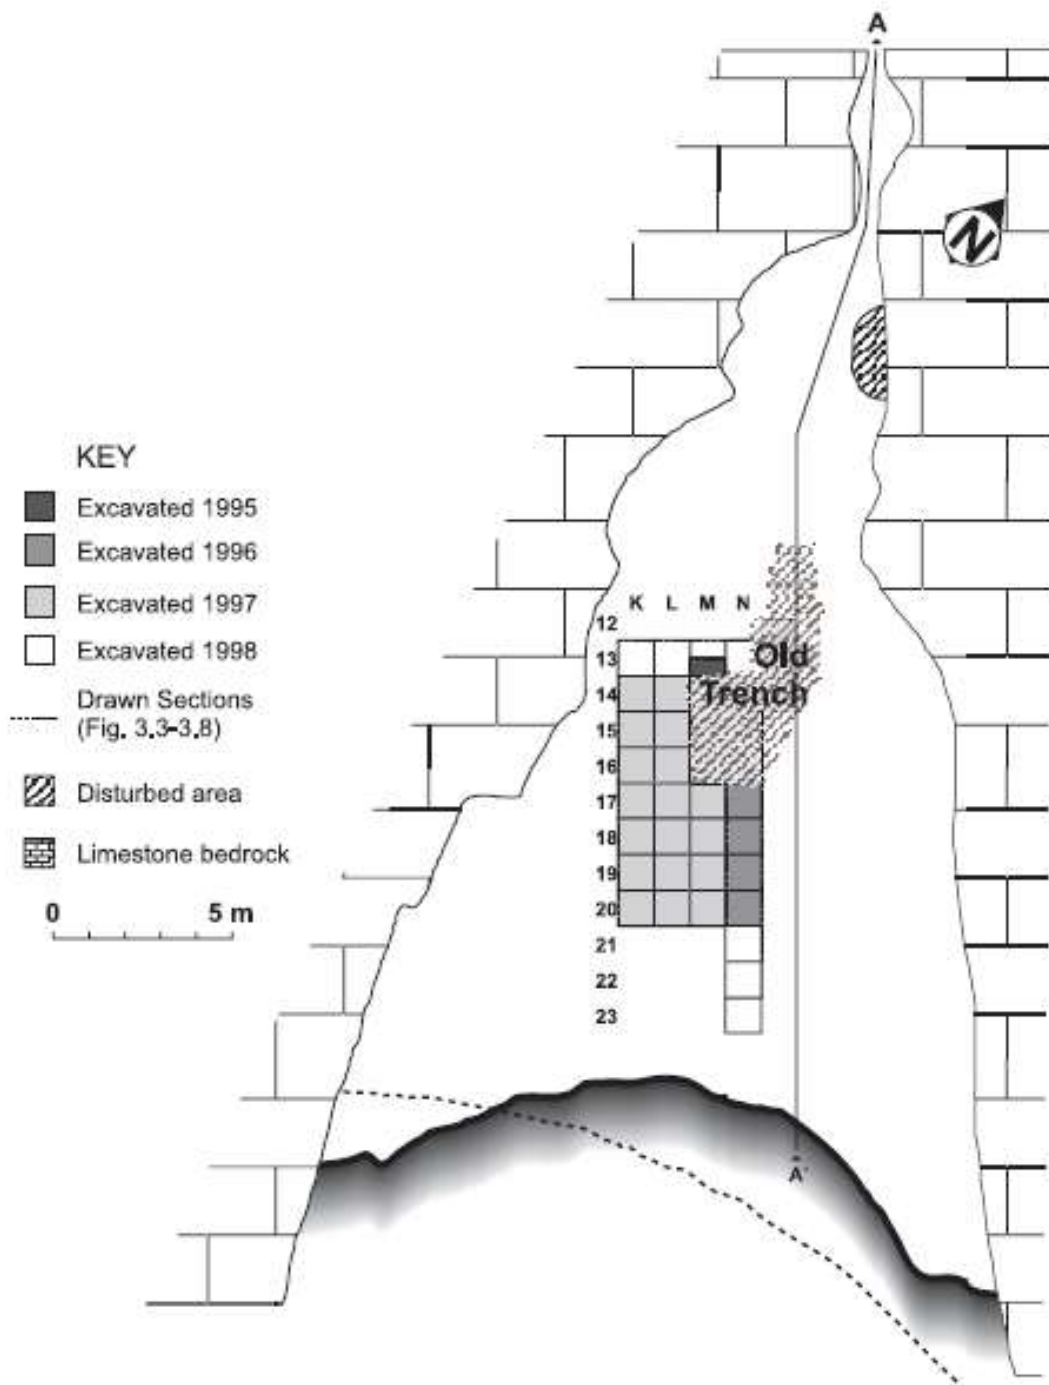 A
N
KEY
Excavated 1995
Excavated 1996
Excavated 1997
Excavated 1998
Drawn Sections
(Fig. 3.3-3.8)
Disturbed area
Limestone bedrock
0 5 m
K L M N
12
13
14
15
16
17
18
19
20
21
22
23
Old
Trench
A'